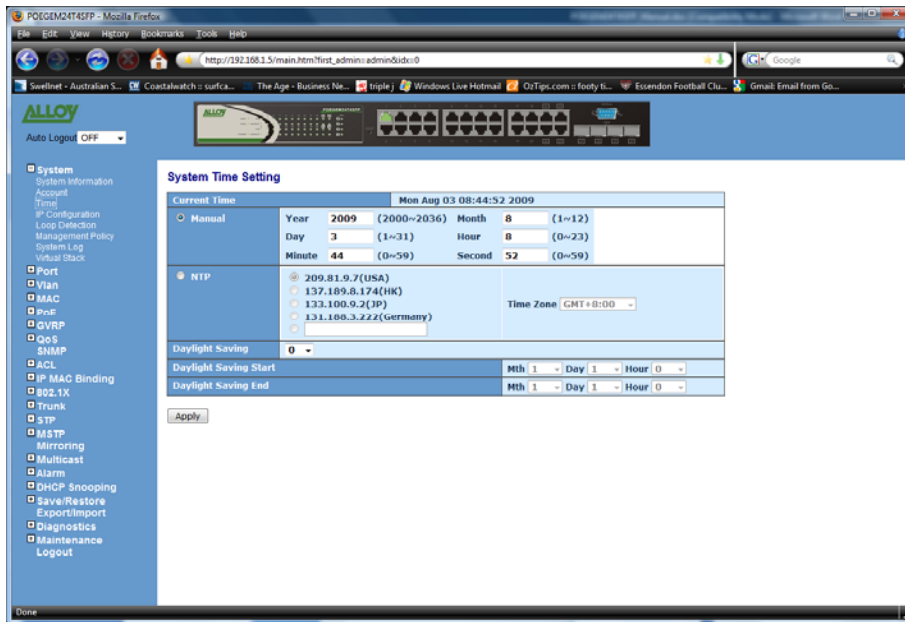 POEGEM24T4SFP - Mozilla Firefox
File Edit View History Bookmarks Tools Help
http://192.168.1.5/main.htm?first_admin=admin&idx=0
Google
Swellnet - Australian S... Coastalwatch :: surfca... The Age - Business Ne... triple j Windows Live Hotmail OzTips.com :: footy ti... Essendon Football Clu... Gmail: Email from Go...
ALLOY
Auto Logout OFF
ALLOY
System
System Information
Account
Time
IP Configuration
Loop Detection
Management Policy
System Log
Virtual Stack
Port
Vlan
MAC
PoE
GVRP
QoS
SNMP
ACL
IP MAC Binding
802.1X
Trunk
STP
MSTP
Mirroring
Multicast
Alarm
DHCP Snooping
Save/Restore
Export/Import
Diagnostics
Maintenance
Logout
System Time Setting
Current Time Mon Aug 03 08:44:52 2009
Manual Year 2009 (2000~2036) Month 8 (1~12)
Day 3 (1~31) Hour 8 (0~23)
Minute 44 (0~59) Second 52 (0~59)
NTP
209.81.9.7(USA)
137.189.8.174(HK)
133.100.9.2(JP)
131.188.3.222(Germany)
Time Zone GMT+8:00
Daylight Saving 0
Daylight Saving Start Mth 1 Day 1 Hour 0
Daylight Saving End Mth 1 Day 1 Hour 0
Apply
Done